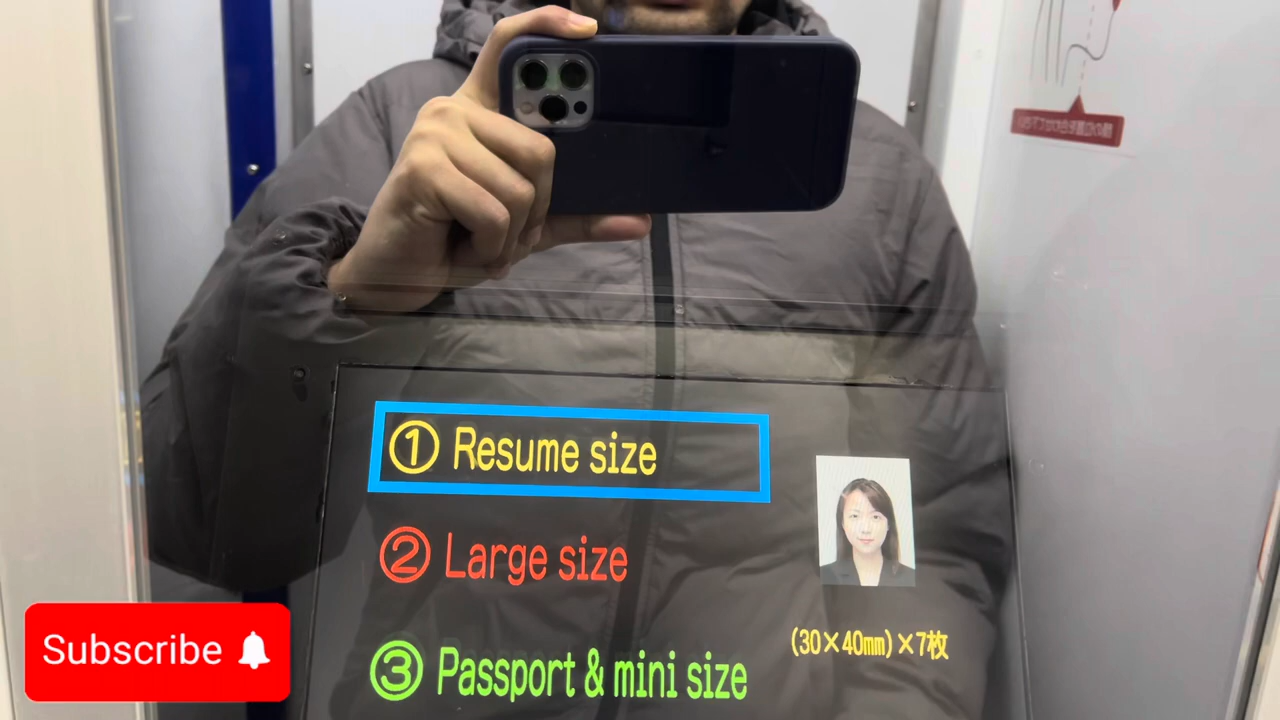 ① Resume size
② Large size
(30×40㎜)×7枚
③ Passport & mini size
Subscribe